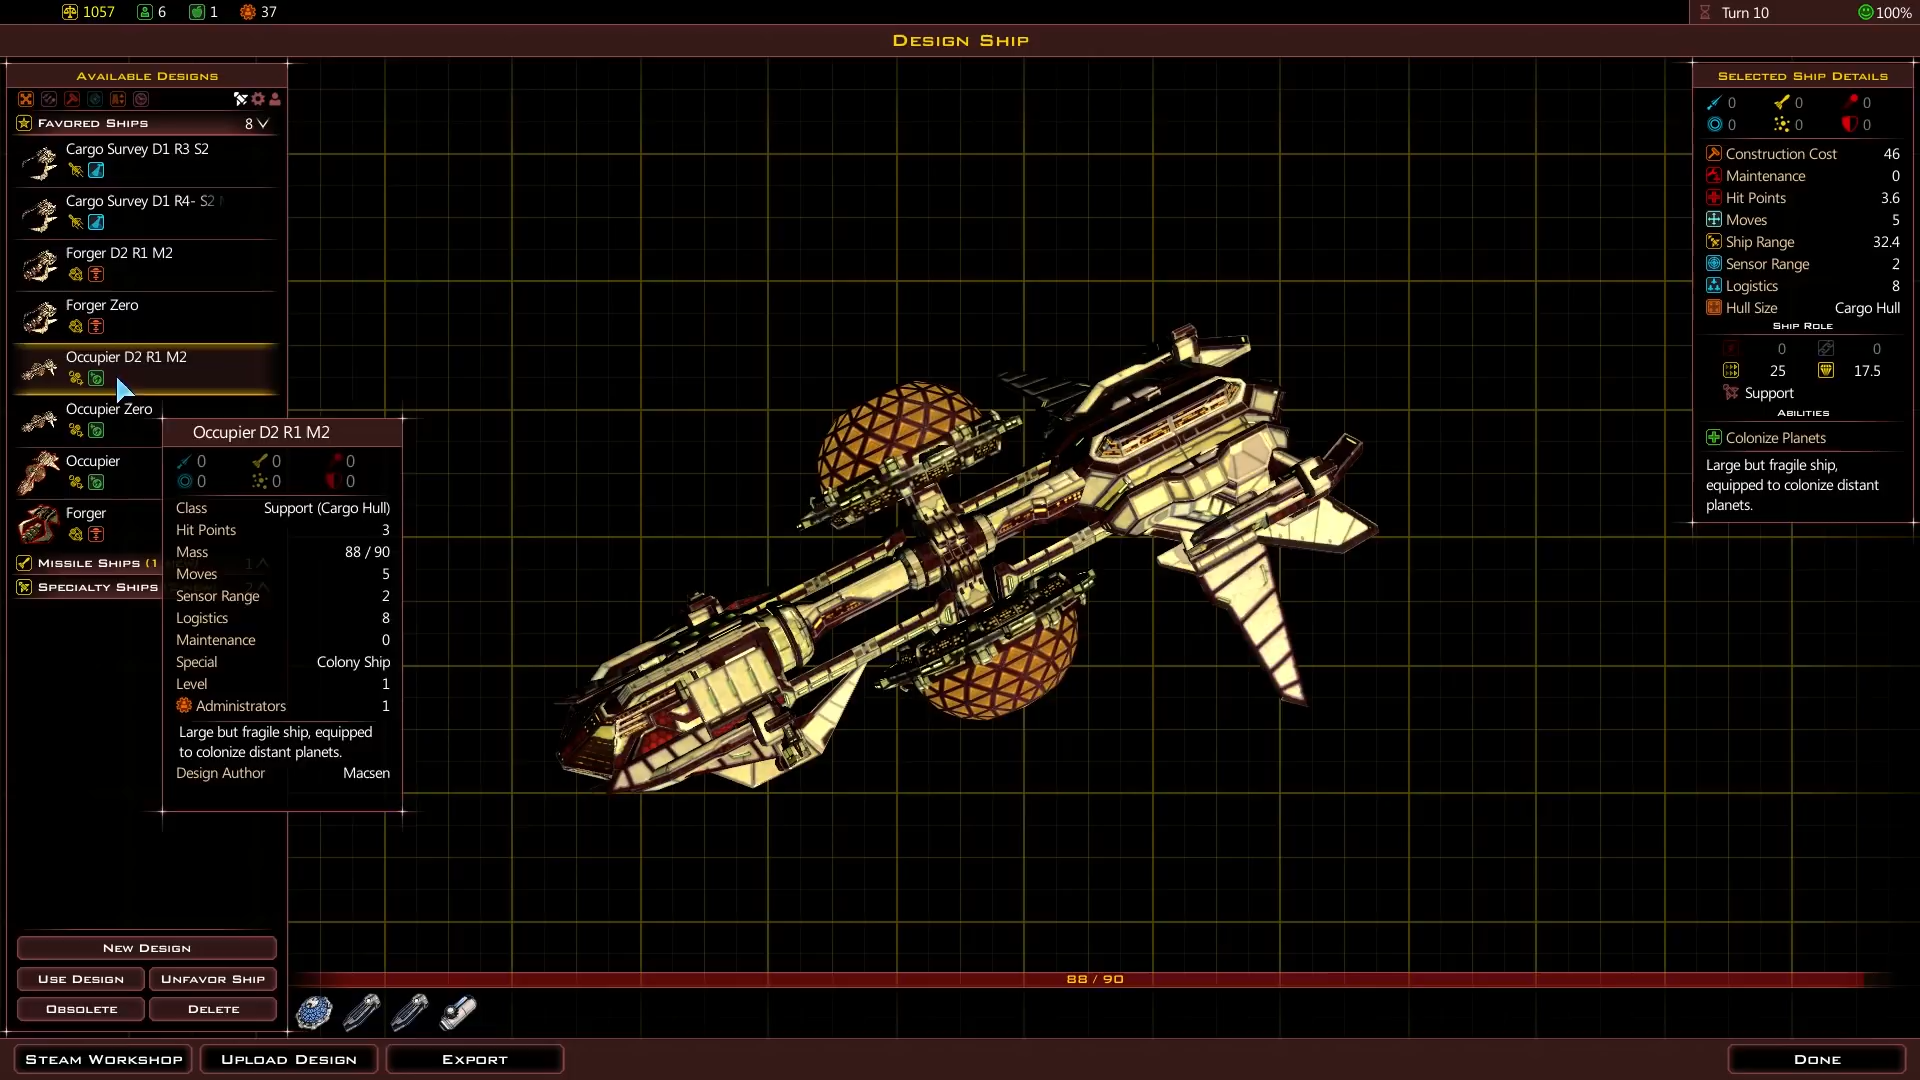 1057 6 1 37 Turn 10 100%
Design Ship
Available Designs
Favored Ships 8
Cargo Survey D1 R3 S2
Cargo Survey D1 R4- S2
Forger D2 R1 M2
Forger Zero
Occupier D2 R1 M2
Occupier Zero
Occupier
Forger
Missile Ships (1 1
Specialty Ships
Occupier D2 R1 M2
0 0 0
0 0 0
Class Support (Cargo Hull)
Hit Points 3
Mass 88 / 90
Moves 5
Sensor Range 2
Logistics 8
Maintenance 0
Special Colony Ship
Level 1
Administrators 1
Large but fragile ship, equipped
to colonize distant planets.
Design Author Macsen
New Design
Use Design Unfavor Ship
Obsolete Delete
88 / 90
Selected Ship Details
0 0 0
0 0 0
Construction Cost 46
Maintenance 0
Hit Points 3.6
Moves 5
Ship Range 32.4
Sensor Range 2
Logistics 8
Hull Size Cargo Hull
Ship Role
0 0
25 17.5
Support
Abilities
Colonize Planets
Large but fragile ship,
equipped to colonize distant
planets.
Steam Workshop Upload Design Export Done